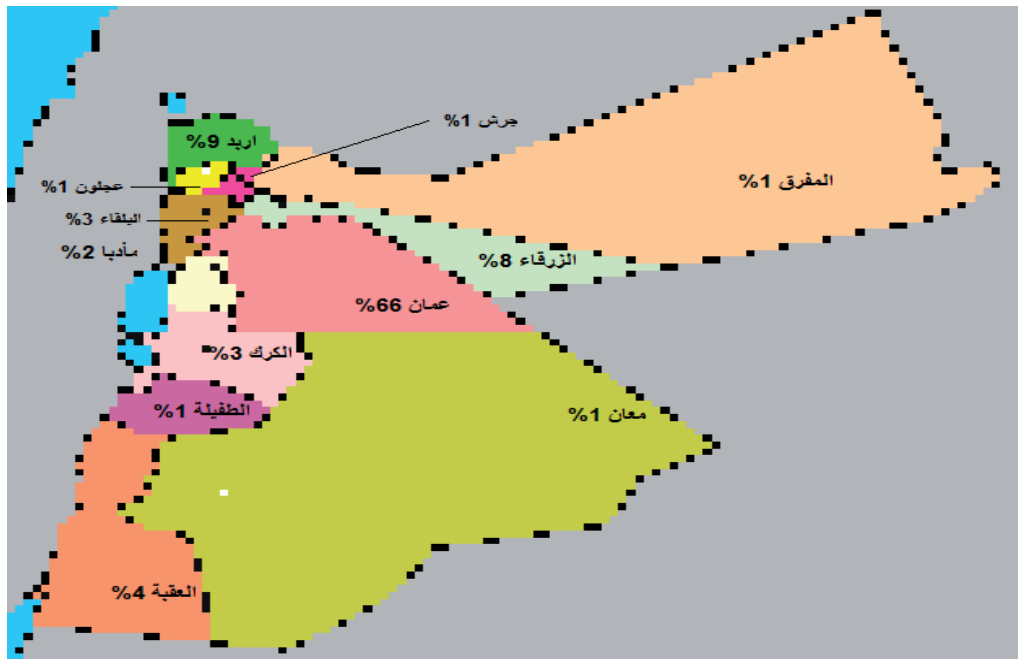 جرش 1%
اربد 9%
المفرق 1%
عجلون 1%
البلقاء 3%
مأدبا 2%
الزرقاء 8%
عمان 66%
الكرك 3%
الطفيلة 1%
معان 1%
العقبة 4%